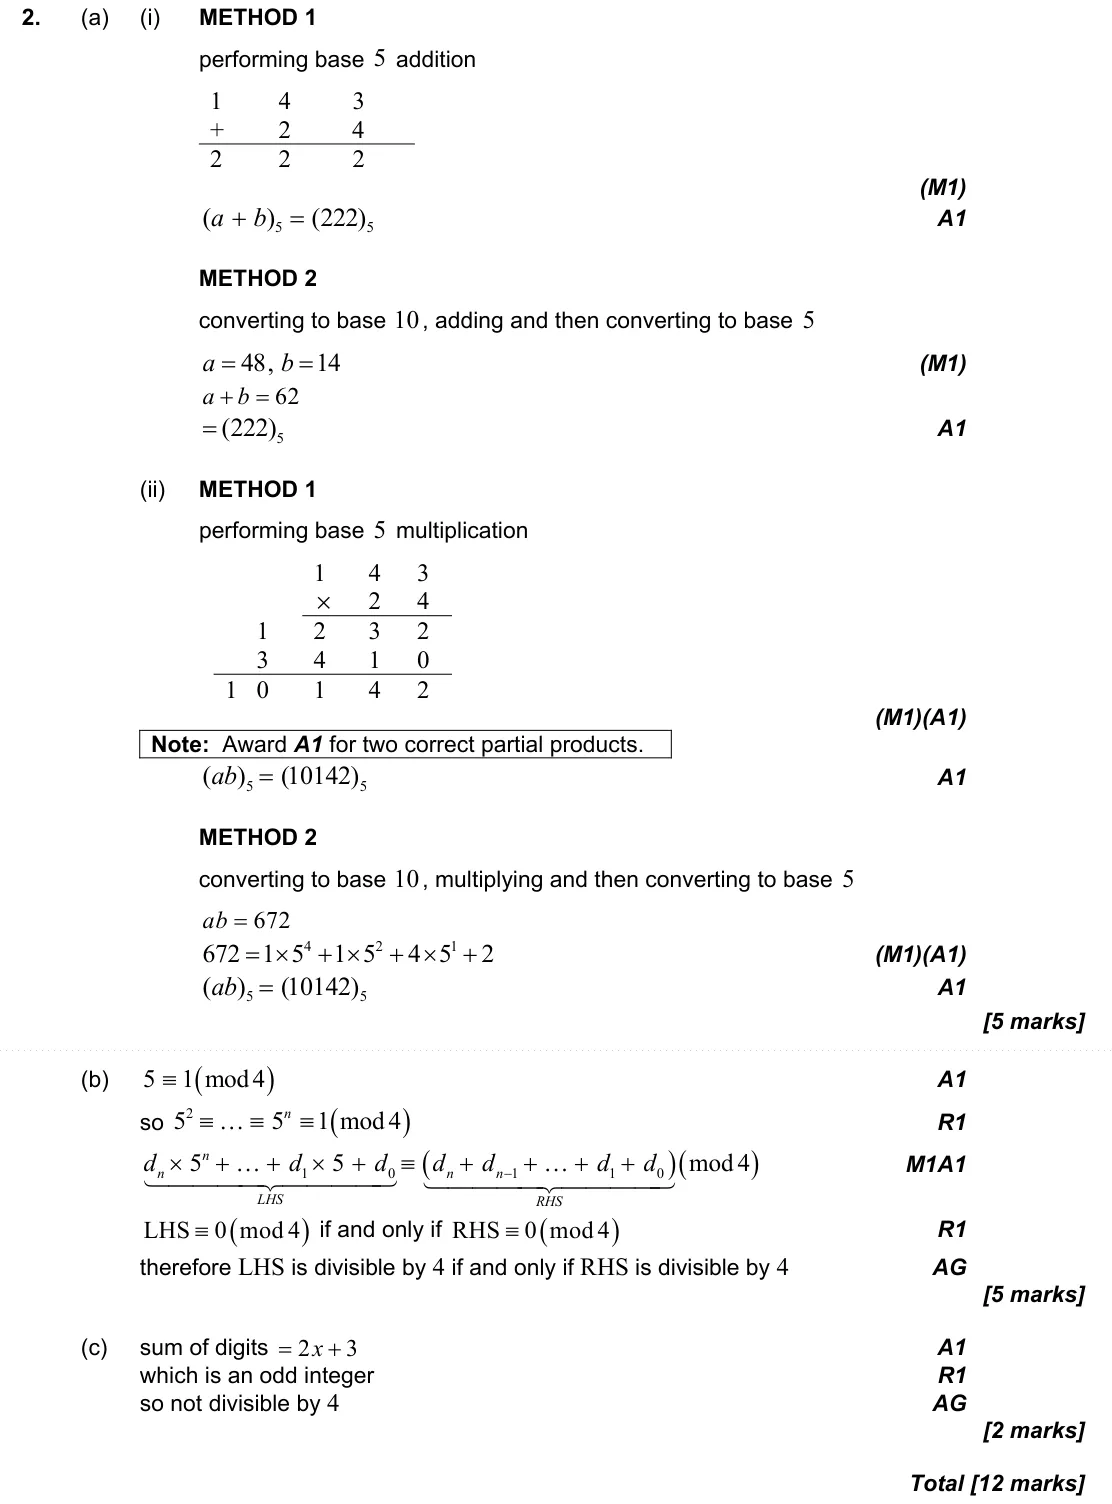 2. (a) (i) METHOD 1
performing base 5 addition
1 4 3
+ 2 4
2 2 2
(M1)
(a + b)₅ = (222)₅ A1
METHOD 2
converting to base 10, adding and then converting to base 5
a = 48, b = 14 (M1)
a + b = 62
= (222)₅ A1
(ii) METHOD 1
performing base 5 multiplication
1 4 3
× 2 4
1 2 3 2
3 4 1 0
1 0 1 4 2
(M1)(A1)
Note: Award A1 for two correct partial products.
(ab)₅ = (10142)₅ A1
METHOD 2
converting to base 10, multiplying and then converting to base 5
ab = 672
672 = 1×5⁴ + 1×5² + 4×5¹ + 2 (M1)(A1)
(ab)₅ = (10142)₅ A1
[5 marks]
(b) 5 ≡ 1(mod 4) A1
so 5² ≡ … ≡ 5ⁿ ≡ 1(mod 4) R1
dₙ × 5ⁿ + … + d₁ × 5 + d₀ ≡ (dₙ + dₙ₋₁ + … + d₁ + d₀)(mod 4) M1A1
LHS RHS
LHS ≡ 0(mod 4) if and only if RHS ≡ 0(mod 4) R1
therefore LHS is divisible by 4 if and only if RHS is divisible by 4 AG
[5 marks]
(c) sum of digits = 2x + 3 A1
which is an odd integer R1
so not divisible by 4 AG
[2 marks]
Total [12 marks]